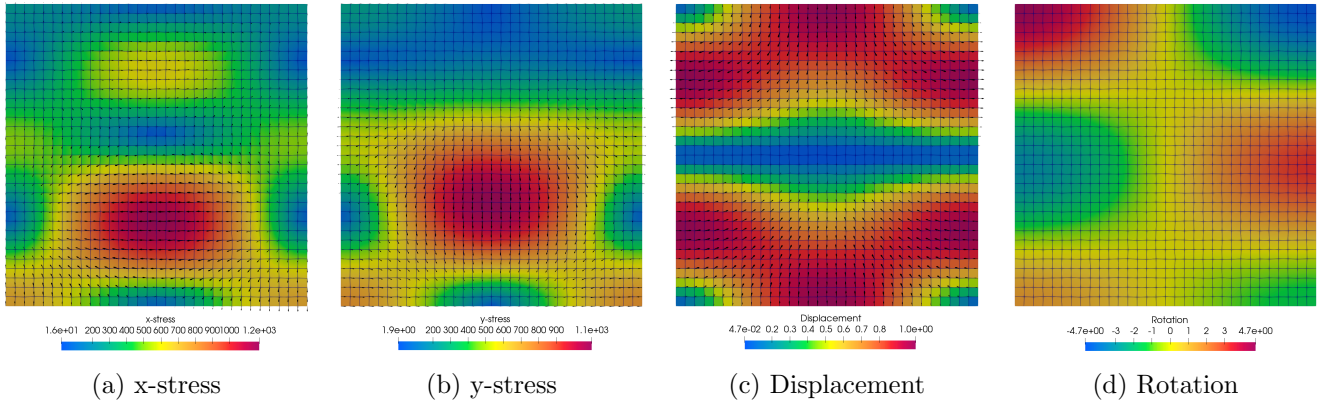 x-stress
1.6e+01 200 300 400 500 600 700 800 9001000 1.2e+03
(a) x-stress
y-stress
1.9e+00 200 300 400 500 600 700 800 900 1.1e+03
(b) y-stress
Displacement
4.7e-02 0.2 0.3 0.4 0.5 0.6 0.7 0.8 1.0e+00
(c) Displacement
Rotation
-4.7e+00 -3 -2 -1 0 1 2 3 4.7e+00
(d) Rotation